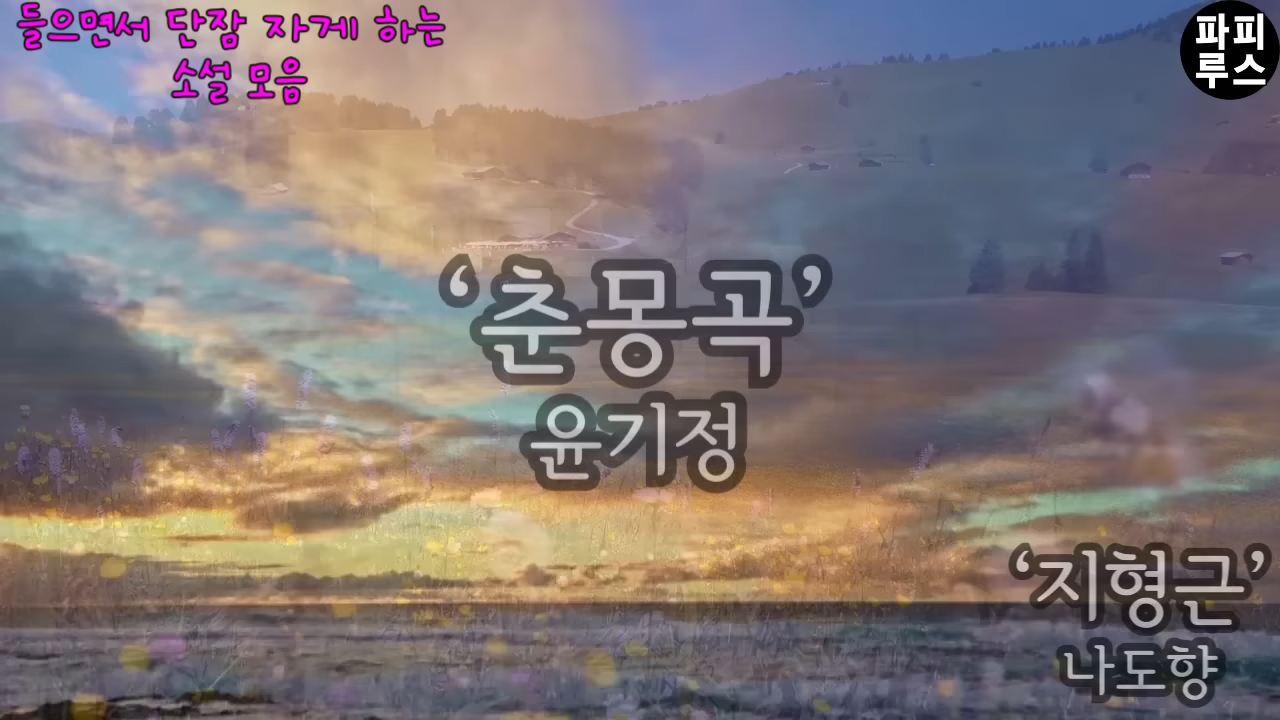 들으면서 단잠 자게 하는
소설 모음
파피
루스
‘춘몽곡’
윤기정
‘지형근’
나도향